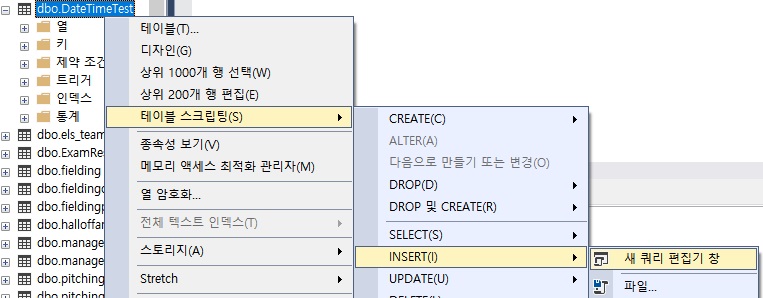 dbo.DateTimeTest
열
키
제약 조건
트리거
인덱스
통계
dbo.els_team
dbo.ExamRes
dbo.fielding
dbo.fielding
dbo.fieldingp
dbo.halloffan
dbo.manage
dbo.manage
dbo.pitching
테이블(T)...
디자인(G)
상위 1000개 행 선택(W)
상위 200개 행 편집(E)
테이블 스크립팅(S)
종속성 보기(V)
메모리 액세스 최적화 관리자(M)
열 암호화...
전체 텍스트 인덱스(T)
스토리지(A)
Stretch
CREATE(C)
ALTER(A)
다음으로 만들기 또는 변경(O)
DROP(D)
DROP 및 CREATE(R)
SELECT(S)
INSERT(I)
UPDATE(U)
새 쿼리 편집기 창
파일...